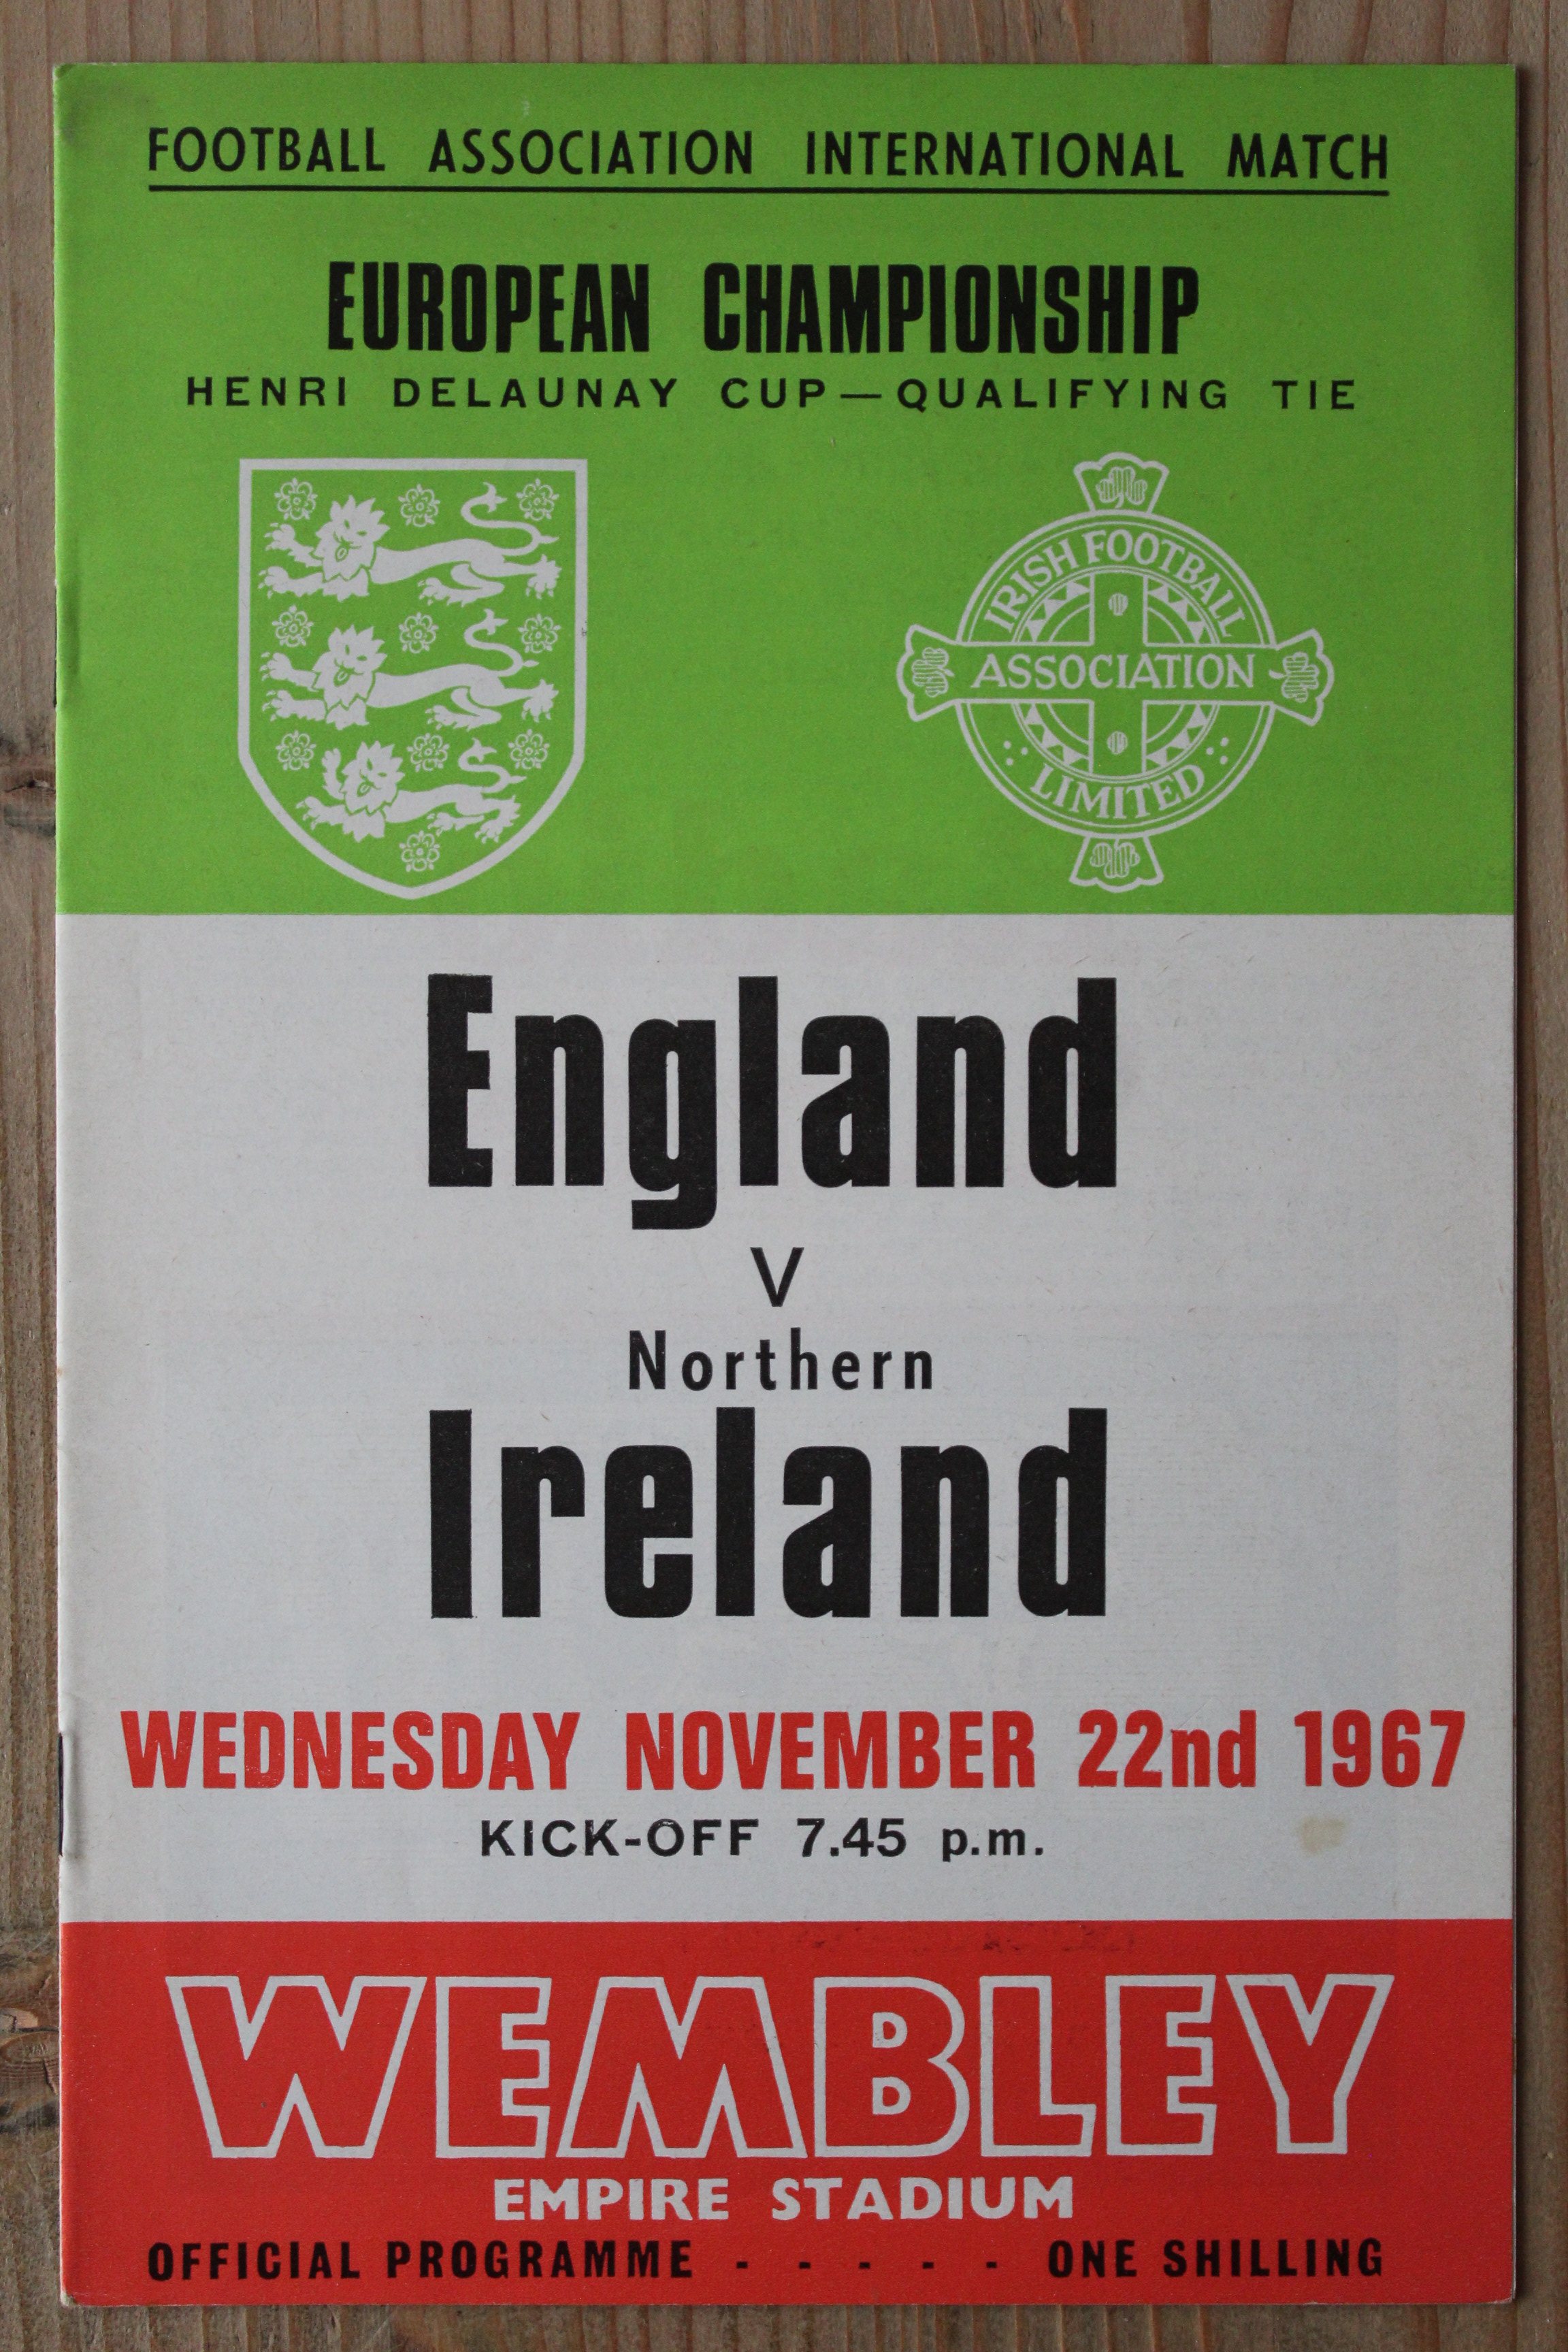 FOOTBALL ASSOCIATION INTERNATIONAL MATCH
EUROPEAN CHAMPIONSHIP
HENRI DELAUNAY CUP — QUALIFYING TIE
IRISH FOOTBALL
ASSOCIATION
LIMITED
England
V
Northern
Ireland
WEDNESDAY NOVEMBER 22nd 1967
KICK-OFF 7.45 p.m.
WEMBLEY
EMPIRE STADIUM
OFFICIAL PROGRAMME - - - - - ONE SHILLING